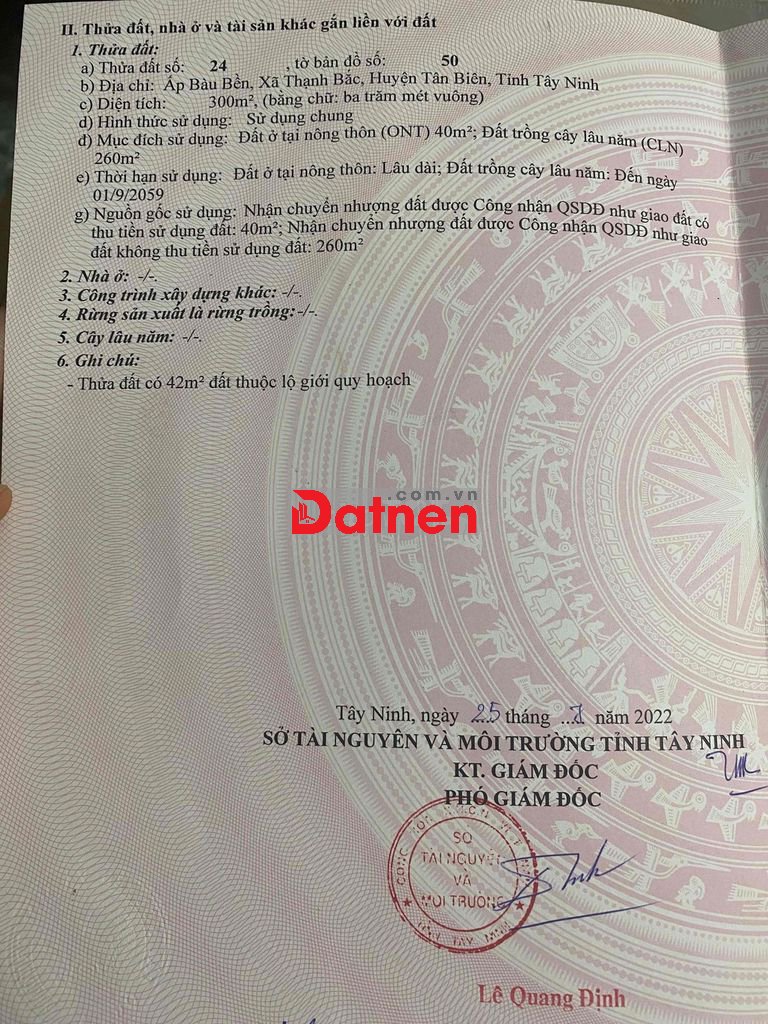 II. Thửa đất, nhà ở và tài sản khác gắn liền với đất
1. Thửa đất:
a) Thửa đất số: 24 , tờ bản đồ số: 50
b) Địa chỉ: Ấp Bàu Bền, Xã Thạnh Bắc, Huyện Tân Biên, Tỉnh Tây Ninh
c) Diện tích: 300m², (bằng chữ: ba trăm mét vuông)
d) Hình thức sử dụng: Sử dụng chung
đ) Mục đích sử dụng: Đất ở tại nông thôn (ONT) 40m²; Đất trồng cây lâu năm (CLN)
260m²
e) Thời hạn sử dụng: Đất ở tại nông thôn: Lâu dài; Đất trồng cây lâu năm: Đến ngày
01/9/2059
g) Nguồn gốc sử dụng: Nhận chuyển nhượng đất được Công nhận QSDĐ như giao đất có
thu tiền sử dụng đất: 40m²; Nhận chuyển nhượng đất được Công nhận QSDĐ như giao
đất không thu tiền sử dụng đất: 260m²
2. Nhà ở: -/-.
3. Công trình xây dựng khác: -/-.
4. Rừng sản xuất là rừng trồng: -/-.
5. Cây lâu năm: -/-.
6. Ghi chú:
- Thửa đất có 42m² đất thuộc lộ giới quy hoạch
.com.vn
Datnen
Tây Ninh, ngày 25 tháng ... năm 2022
SỞ TÀI NGUYÊN VÀ MÔI TRƯỜNG TỈNH TÂY NINH
KT. GIÁM ĐỐC
PHÓ GIÁM ĐỐC
SỞ
TÀI NGUYÊN
VÀ
MÔI TRƯỜNG
TỈNH TÂY NINH
Lê Quang Định